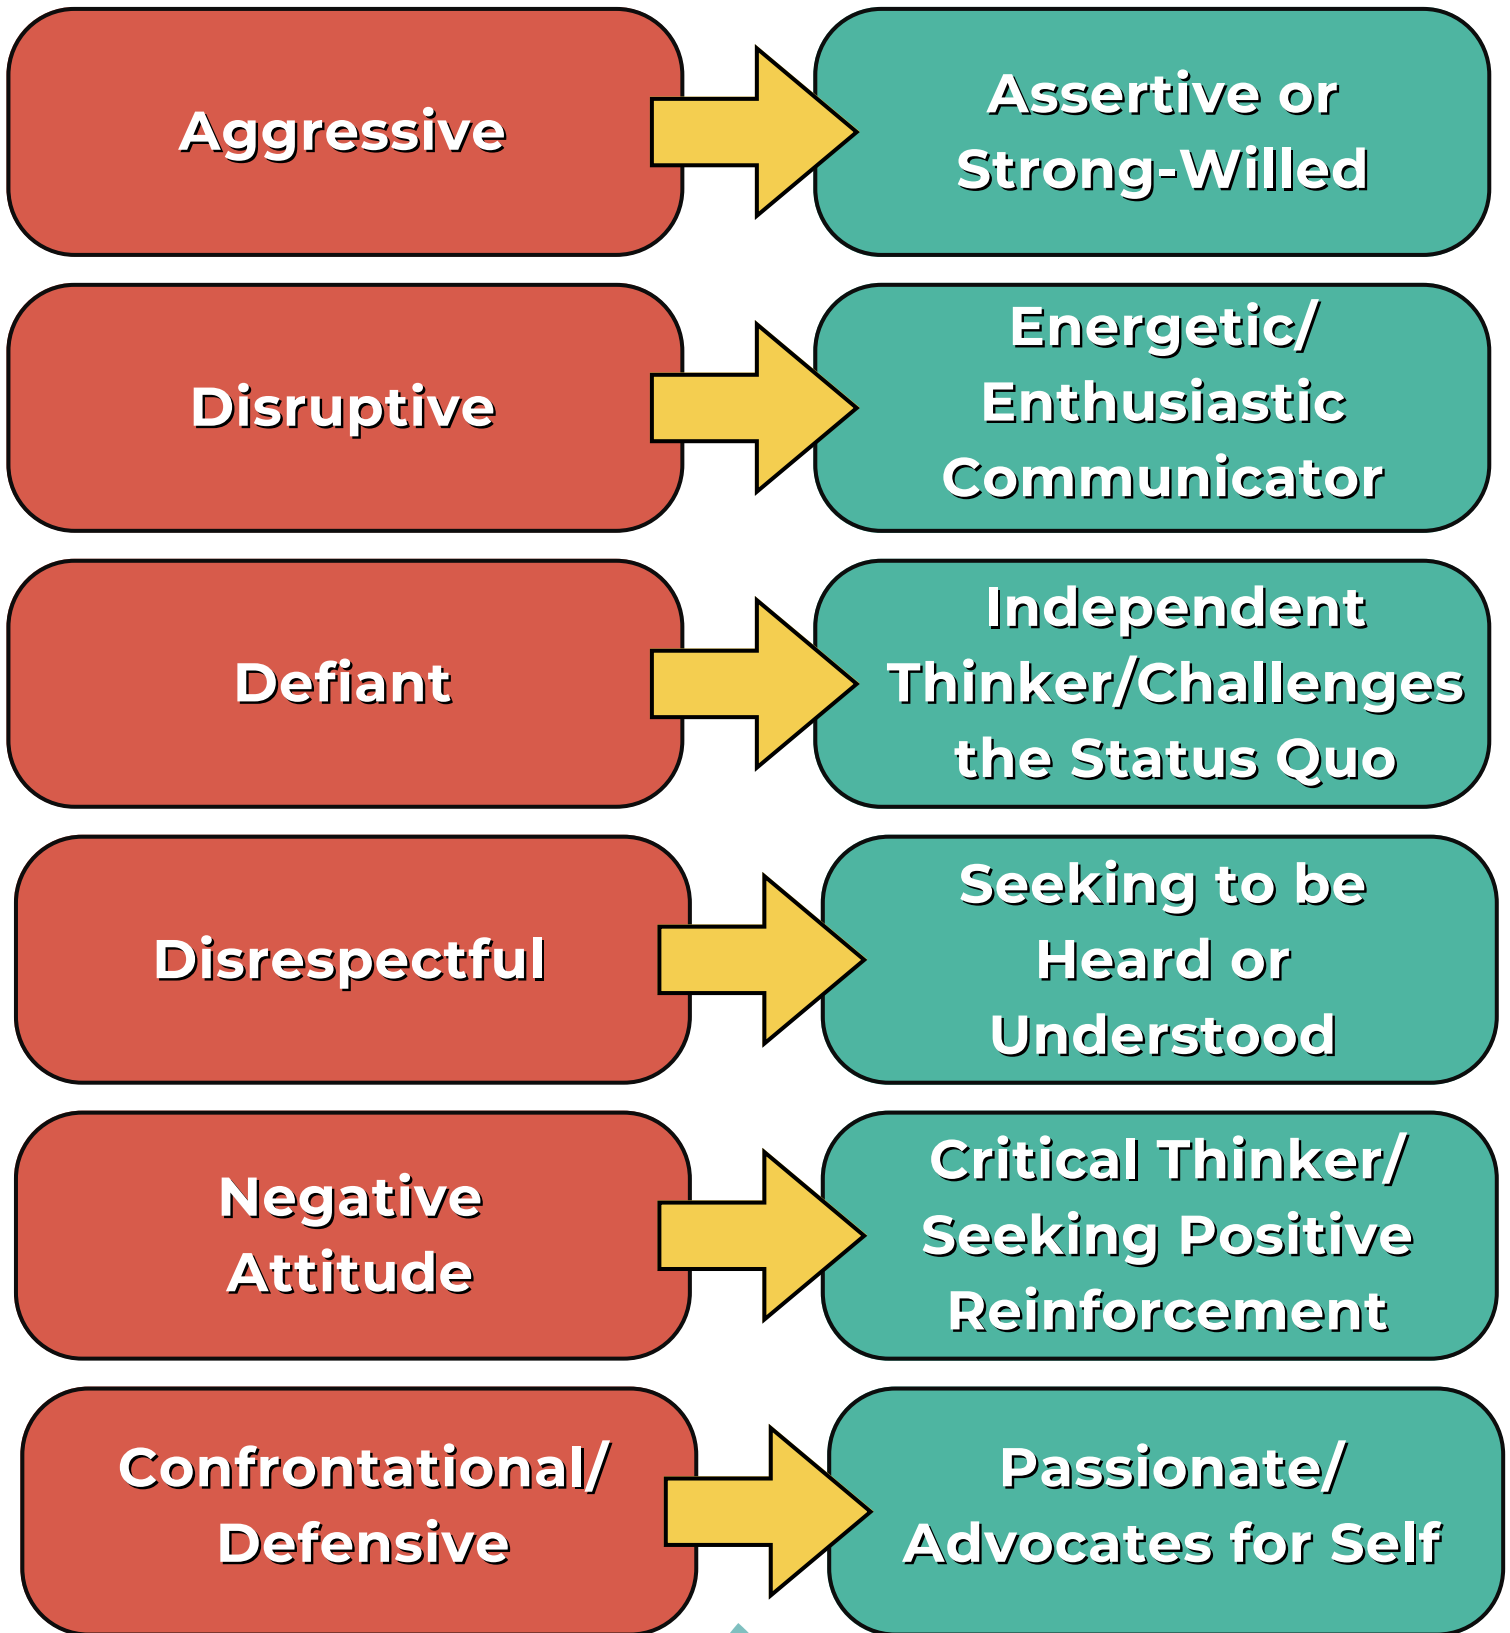 Aggressive
Assertive or
Strong-Willed
Disruptive
Energetic/
Enthusiastic
Communicator
Defiant
Independent
Thinker/Challenges
the Status Quo
Disrespectful
Seeking to be
Heard or
Understood
Negative
Attitude
Critical Thinker/
Seeking Positive
Reinforcement
Confrontational/
Defensive
Passionate/
Advocates for Self